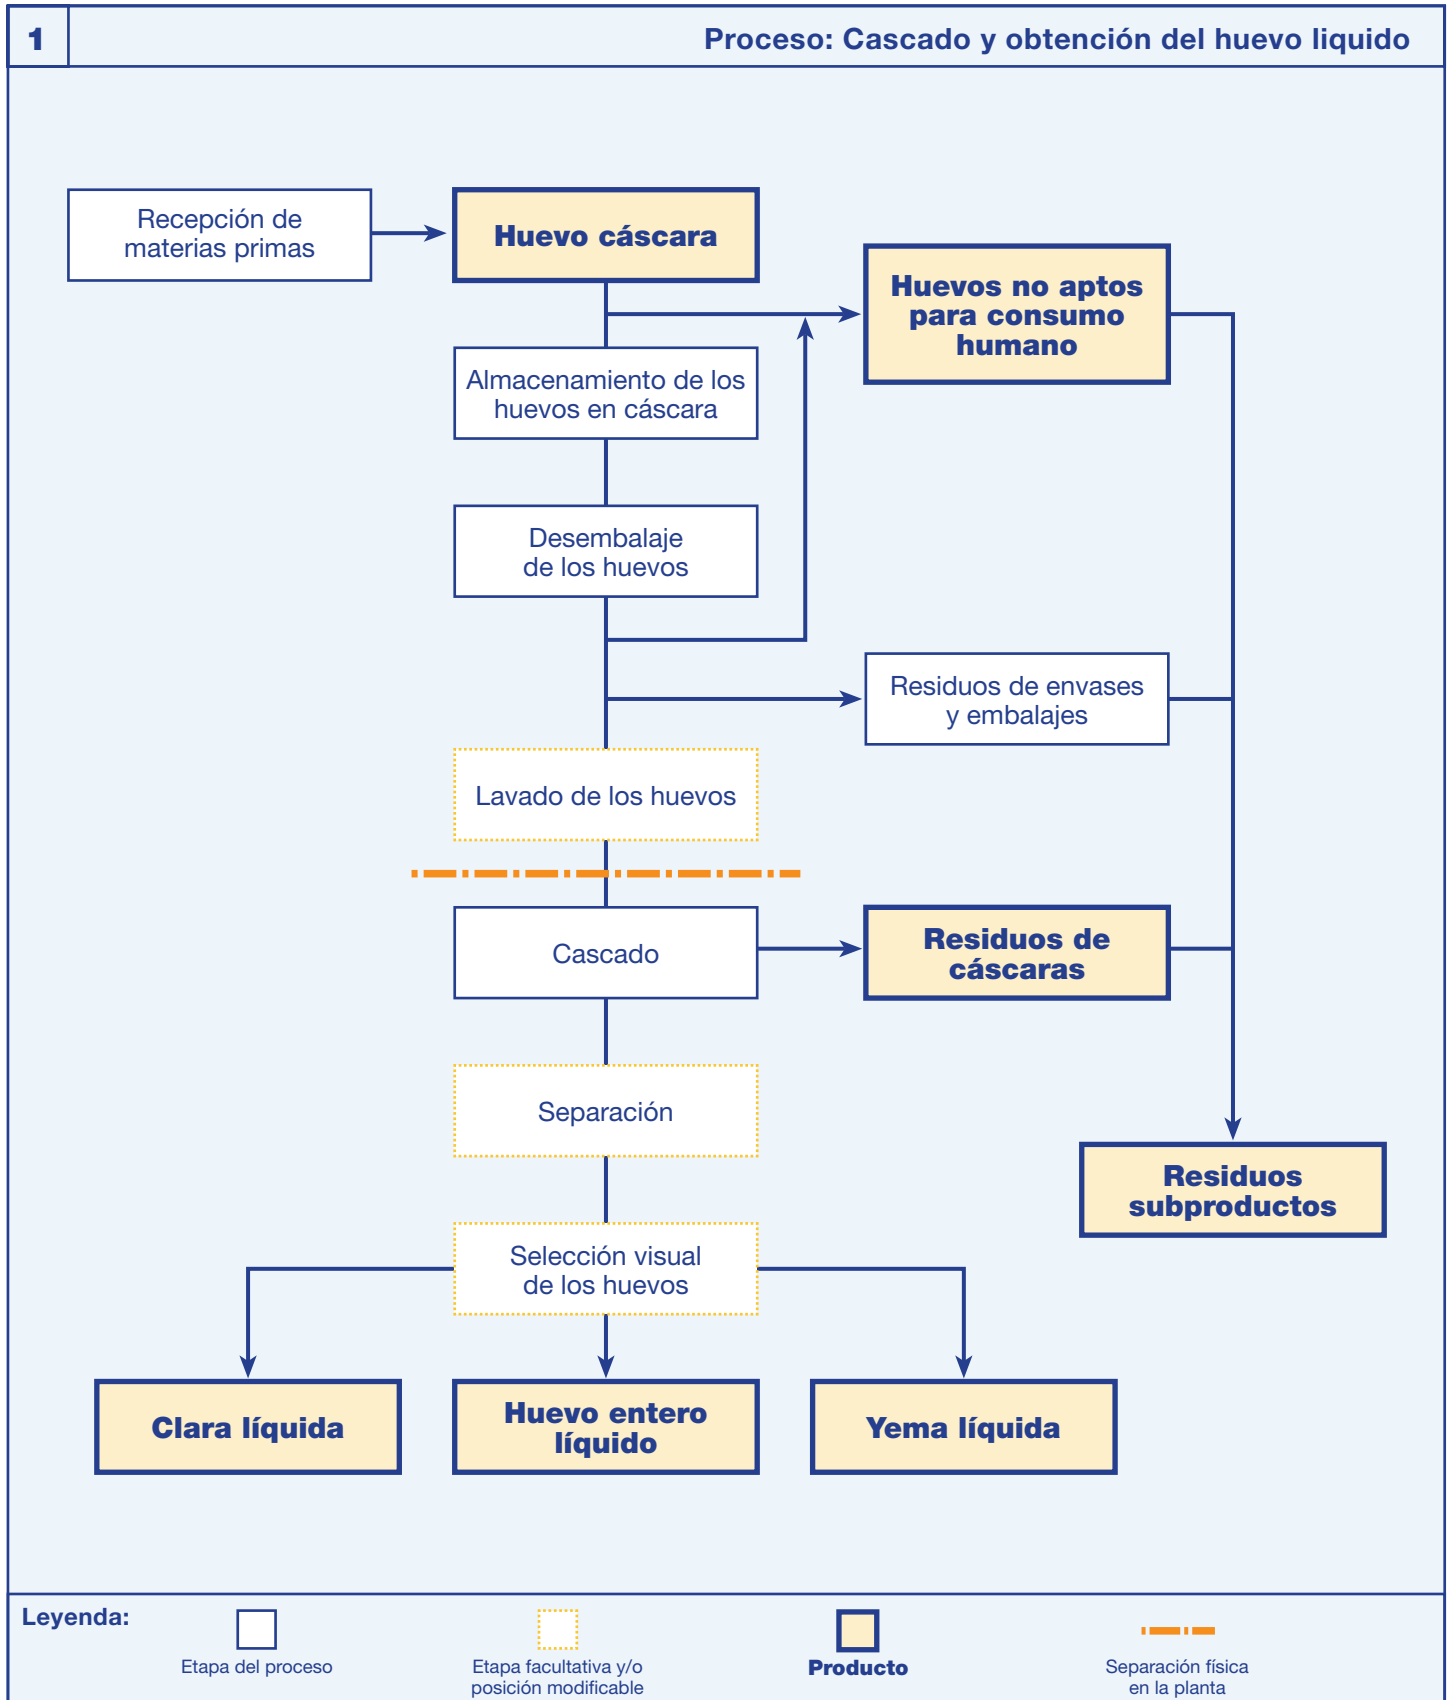 1
Proceso: Cascado y obtención del huevo liquido
Recepción de
materias primas
Huevo cáscara
Huevos no aptos
para consumo
humano
Almacenamiento de los
huevos en cáscara
Desembalaje
de los huevos
Residuos de envases
y embalajes
Lavado de los huevos
Cascado
Residuos de
cáscaras
Separación
Residuos
subproductos
Selección visual
de los huevos
Clara líquida
Huevo entero
líquido
Yema líquida
Leyenda:
Etapa del proceso
Etapa facultativa y/o
posición modificable
Producto
Separación física
en la planta